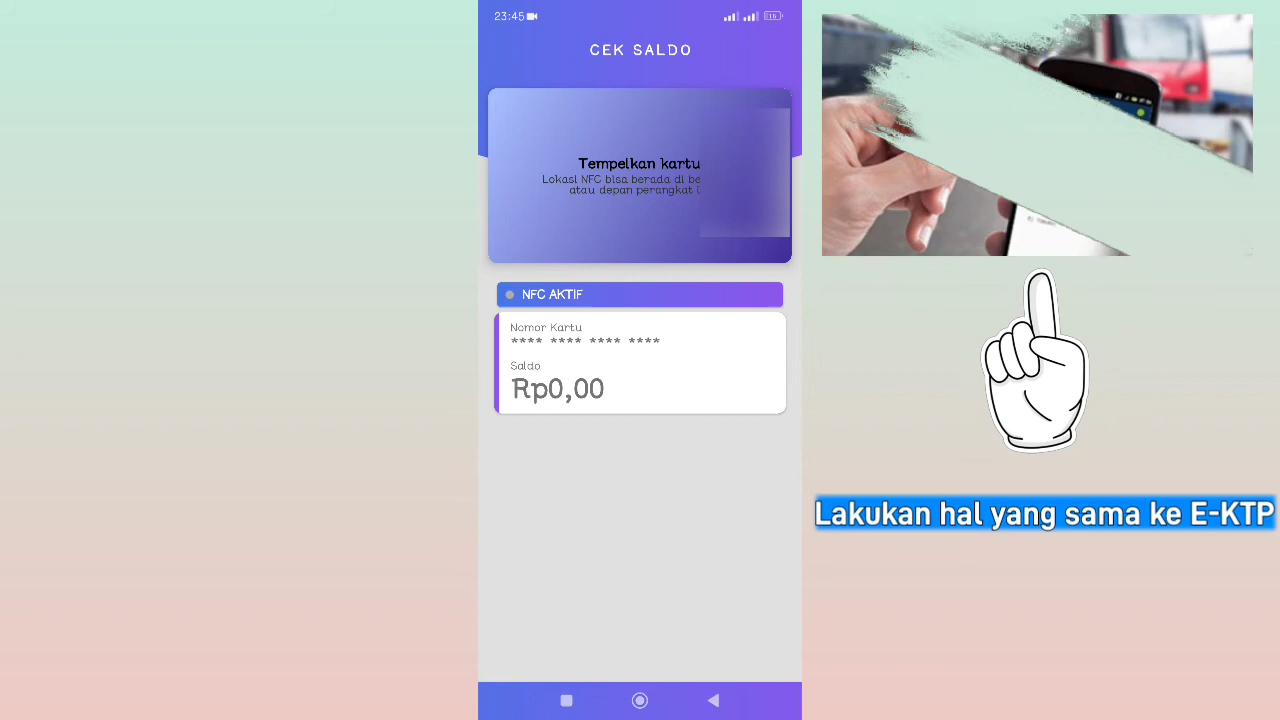 23:45
16
CEK SALDO
Tempelkan kartu
Lokasi NFC bisa berada di be
atau depan perangkat i
NFC AKTIF
Nomor Kartu
**** **** **** ****
Saldo
Rp0,00
Lakukan hal yang sama ke E-KTP